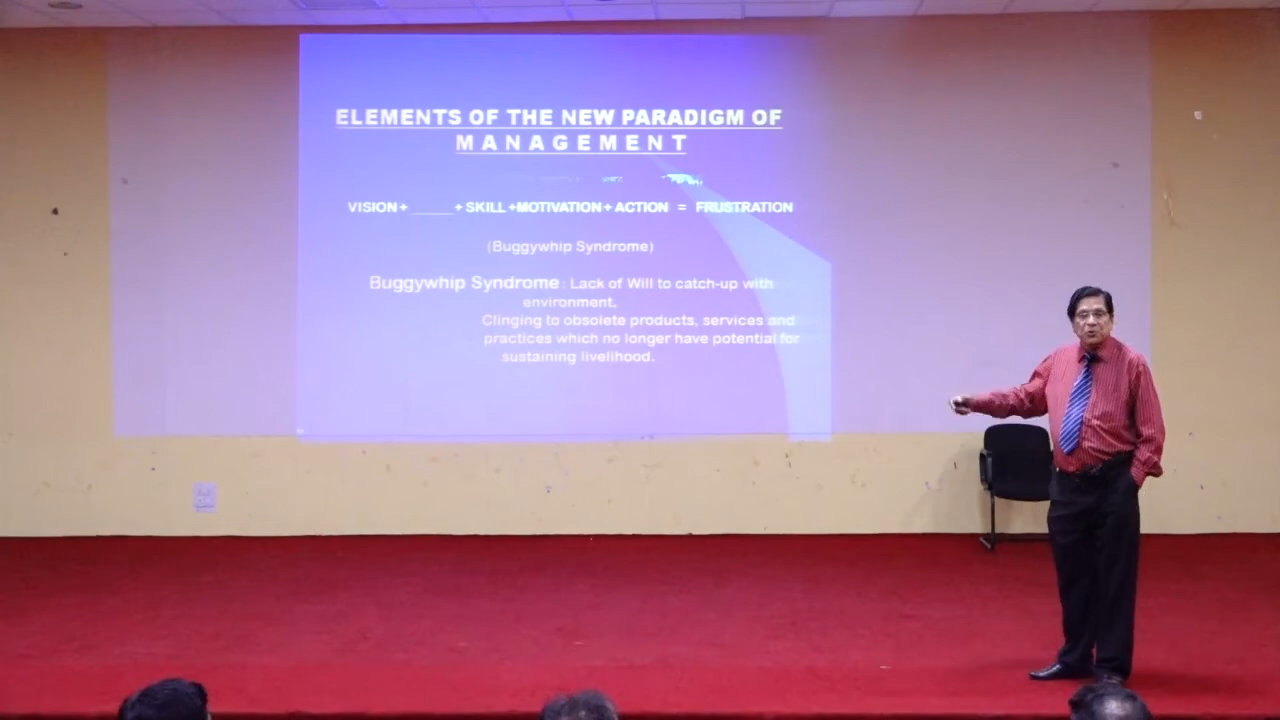 ELEMENTS OF THE NEW PARADIGM OF
MANAGEMENT
VISION + _____ + SKILL +MOTIVATION + ACTION = FRUSTRATION
(Buggywhip Syndrome)
Buggywhip Syndrome : Lack of Will to catch-up with
environment,
Clinging to obsolete products, services and
practices which no longer have potential for
sustaining livelihood.